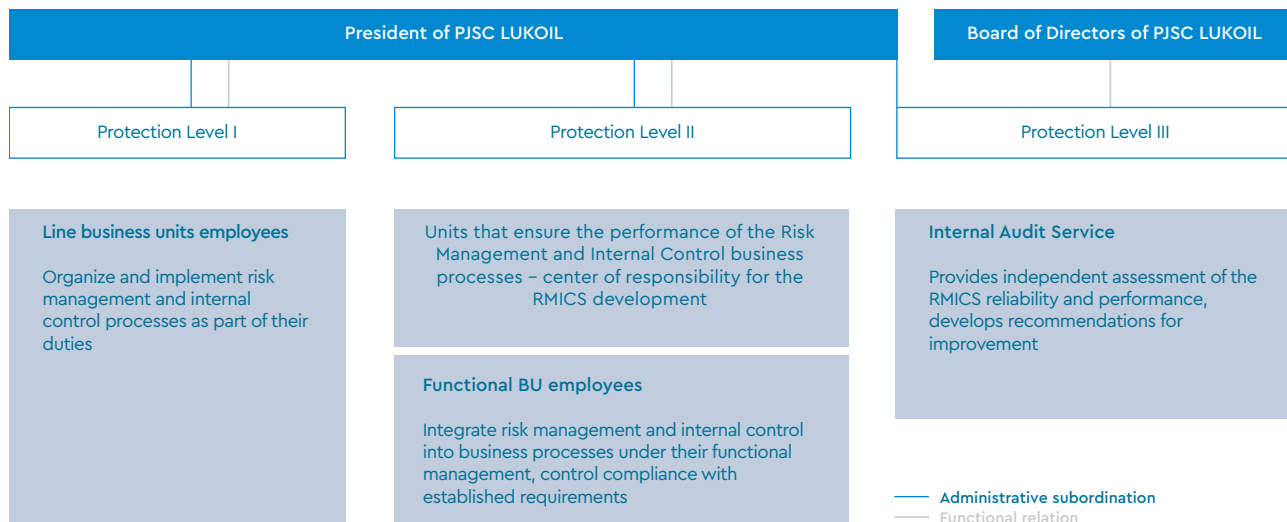 President of PJSC LUKOIL
Board of Directors of PJSC LUKOIL
Protection Level I
Protection Level II
Protection Level III
Line business units employees
Organize and implement risk
management and internal
control processes as part of their
duties
Units that ensure the performance of the Risk
Management and Internal Control business
processes – center of responsibility for the
RMICS development
Functional BU employees
Integrate risk management and internal control
into business processes under their functional
management, control compliance with
established requirements
Internal Audit Service
Provides independent assessment of the
RMICS reliability and performance,
develops recommendations for
improvement
Administrative subordination
Functional relation